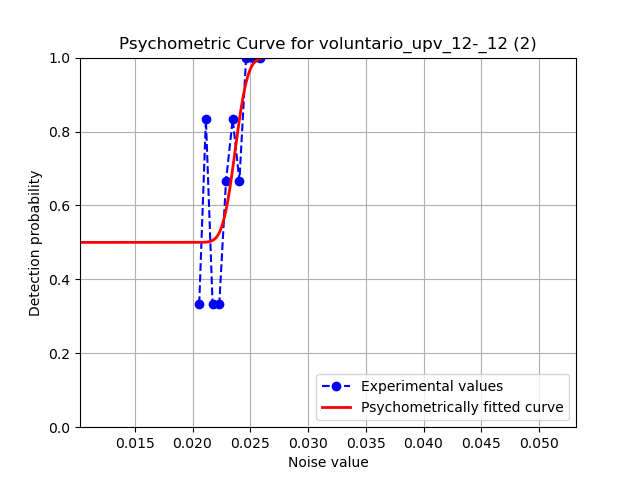 Psychometric Curve for voluntario_upv_12-_12 (2)
1.0
0.8
0.6
0.4
0.2
0.0
Detection probability
Experimental values
Psychometrically fitted curve
0.015 0.020 0.025 0.030 0.035 0.040 0.045 0.050
Noise value